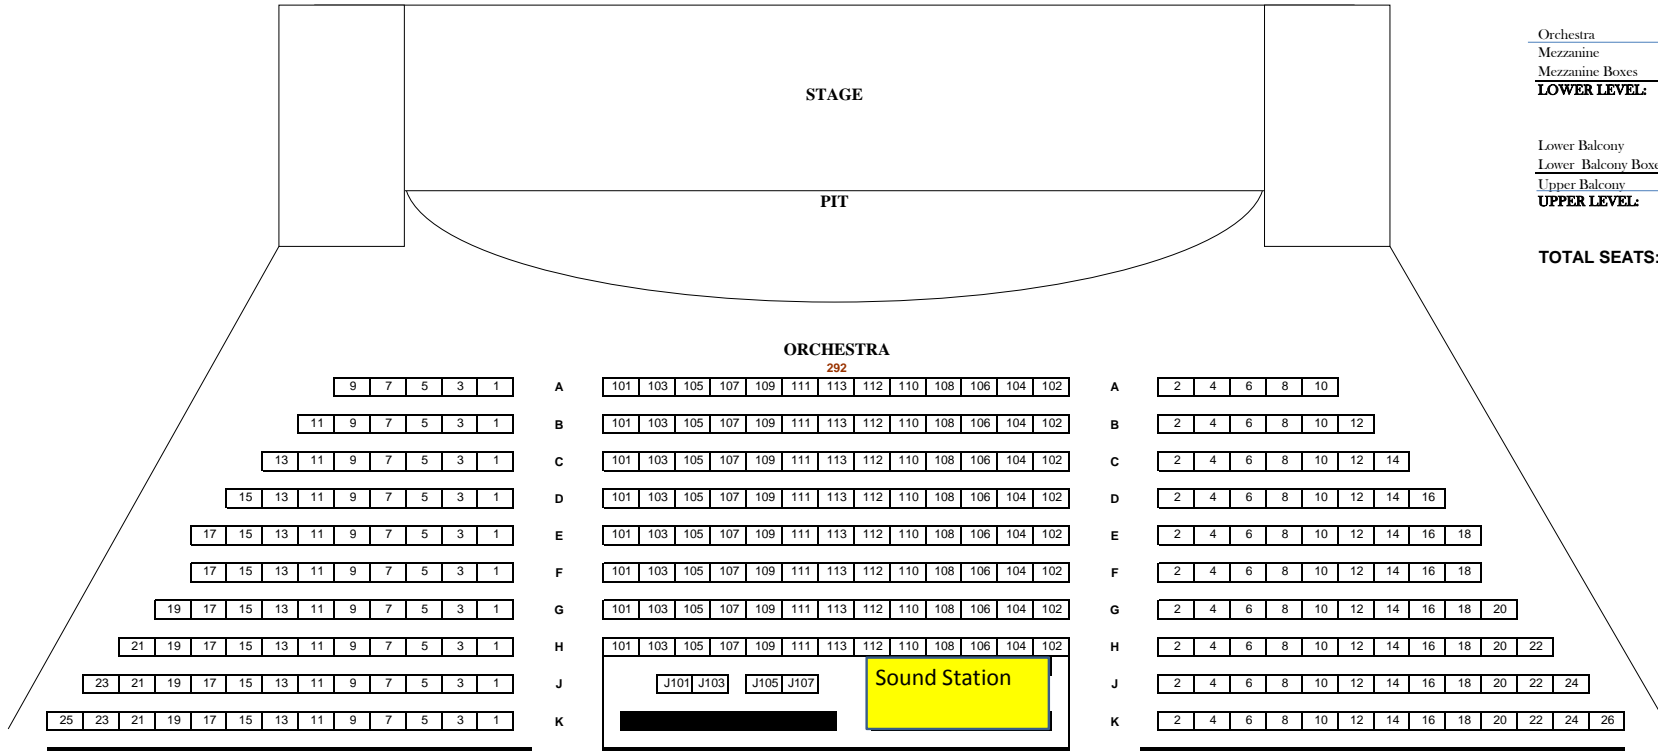 STAGE
PIT
Orchestra
Mezzanine
Mezzanine Boxes
LOWER LEVEL:
Lower Balcony
Lower Balcony Boxe
Upper Balcony
UPPER LEVEL:
TOTAL SEATS:
ORCHESTRA
292
9 7 5 3 1 A 101 103 105 107 109 111 113 112 110 108 106 104 102 A 2 4 6 8 10
11 9 7 5 3 1 B 101 103 105 107 109 111 113 112 110 108 106 104 102 B 2 4 6 8 10 12
13 11 9 7 5 3 1 C 101 103 105 107 109 111 113 112 110 108 106 104 102 C 2 4 6 8 10 12 14
15 13 11 9 7 5 3 1 D 101 103 105 107 109 111 113 112 110 108 106 104 102 D 2 4 6 8 10 12 14 16
17 15 13 11 9 7 5 3 1 E 101 103 105 107 109 111 113 112 110 108 106 104 102 E 2 4 6 8 10 12 14 16 18
17 15 13 11 9 7 5 3 1 F 101 103 105 107 109 111 113 112 110 108 106 104 102 F 2 4 6 8 10 12 14 16 18
19 17 15 13 11 9 7 5 3 1 G 101 103 105 107 109 111 113 112 110 108 106 104 102 G 2 4 6 8 10 12 14 16 18 20
21 19 17 15 13 11 9 7 5 3 1 H 101 103 105 107 109 111 113 112 110 108 106 104 102 H 2 4 6 8 10 12 14 16 18 20 22
23 21 19 17 15 13 11 9 7 5 3 1 J J101 J103 J105 J107 Sound Station J 2 4 6 8 10 12 14 16 18 20 22 24
25 23 21 19 17 15 13 11 9 7 5 3 1 K K 2 4 6 8 10 12 14 16 18 20 22 24 26